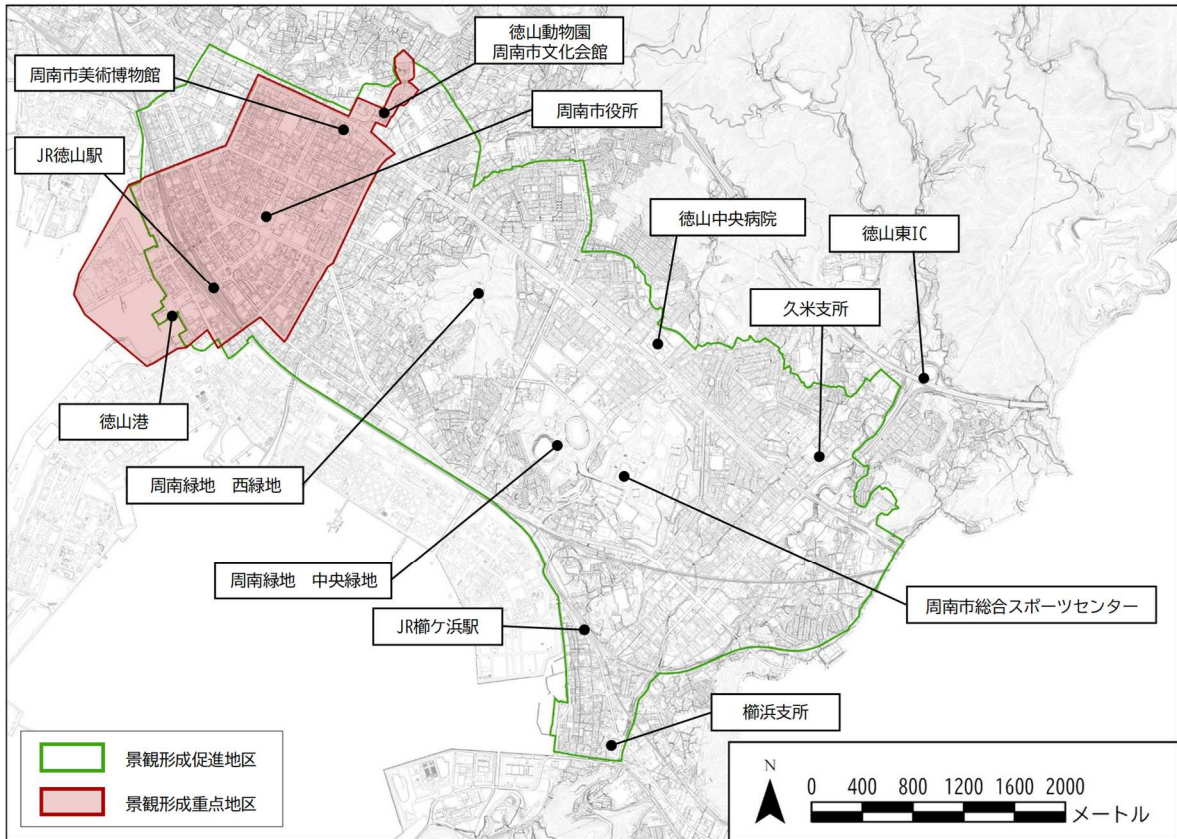 徳山動物園
周南市文化会館
周南市美術博物館
周南市役所
JR徳山駅
徳山中央病院
徳山東IC
久米支所
徳山港
周南緑地 西緑地
周南緑地 中央緑地
周南市総合スポーツセンター
JR櫛ケ浜駅
櫛浜支所
景観形成促進地区
景観形成重点地区
N
0 400 800 1200 1600 2000
メートル